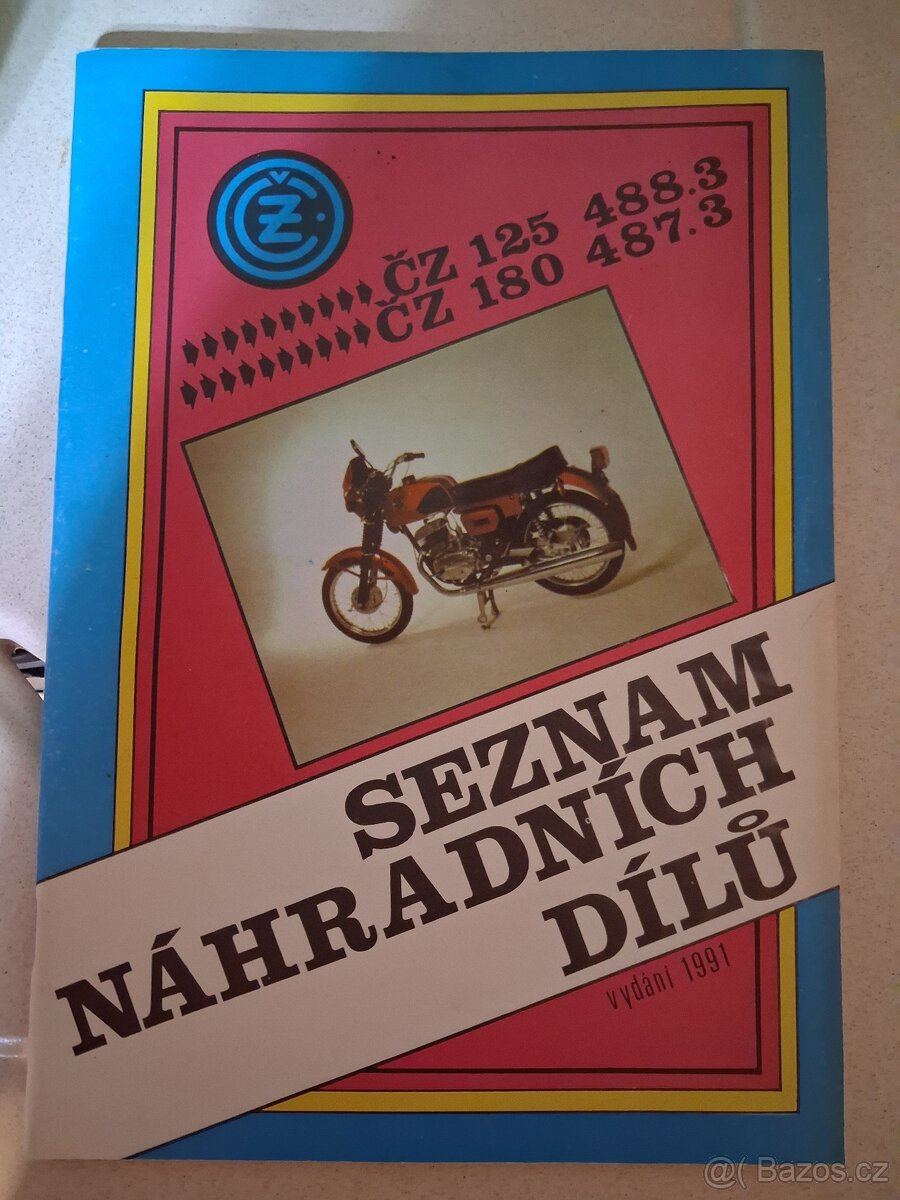 ČZ
ČZ 125 488.3
ČZ 180 487.3
SEZNAM
NÁHRADNÍCH
DÍLŮ
vydání 1991
@( Bazos.cz